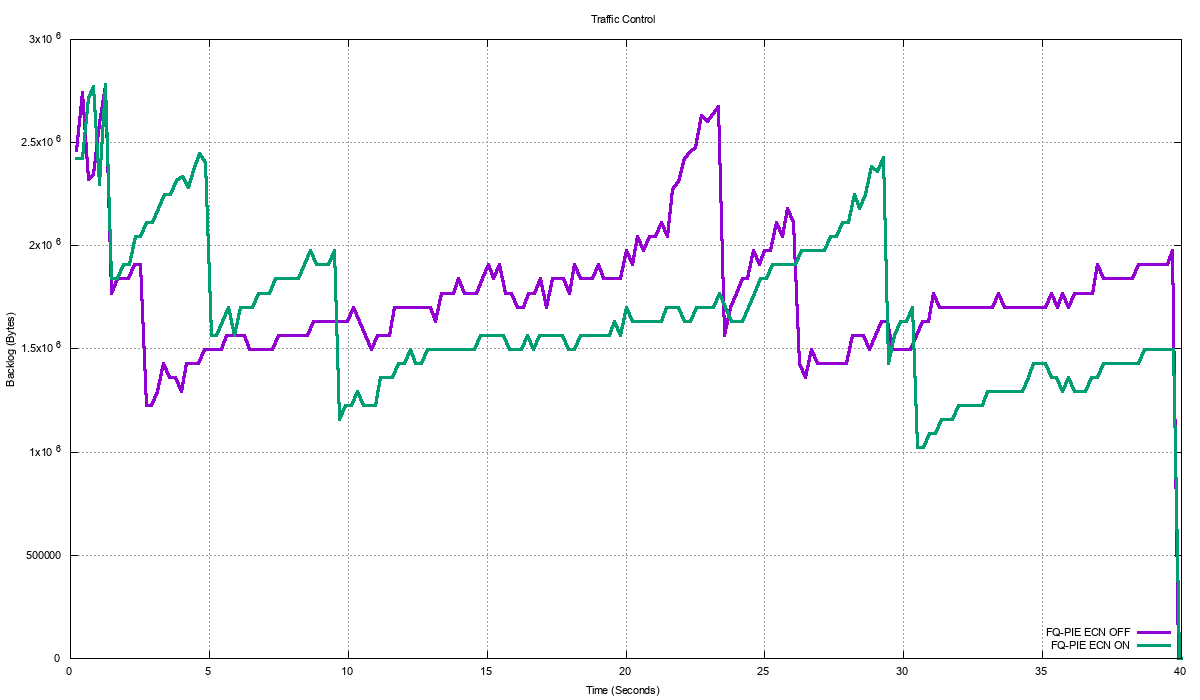 Traffic Control
3x10 6
2.5x10 6
2x10 6
1.5x10 6
1x10 6
500000
0
Backlog (Bytes)
0 5 10 15 20 25 30 35 40
Time (Seconds)
FQ-PIE ECN OFF
FQ-PIE ECN ON